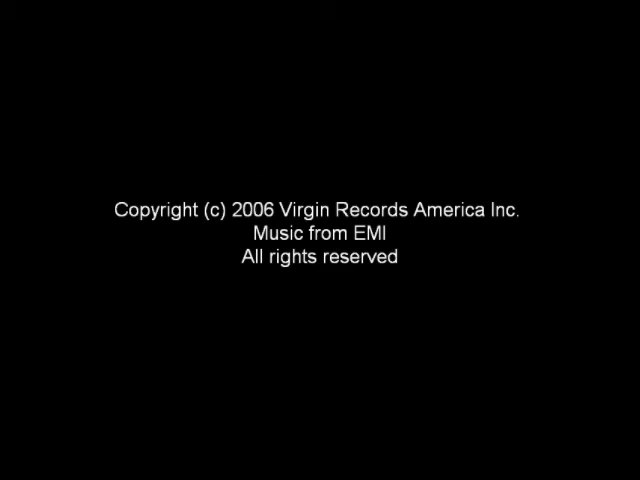 Copyright (c) 2006 Virgin Records America Inc.
Music from EMI
All rights reserved